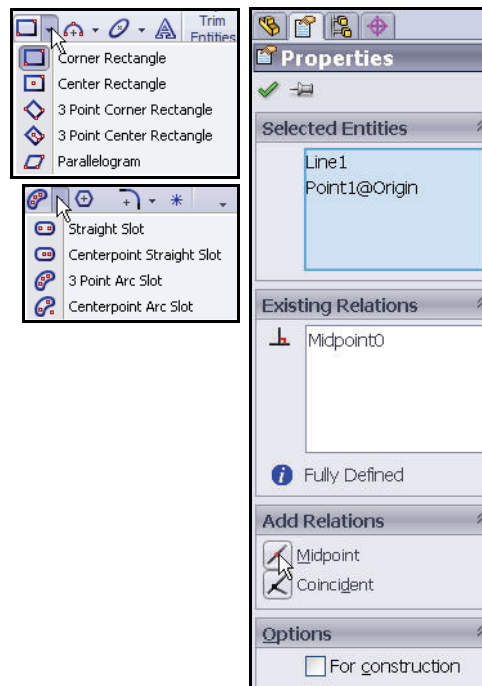 Trim
Entities
Corner Rectangle
Center Rectangle
3 Point Corner Rectangle
3 Point Center Rectangle
Parallelogram
Straight Slot
Centerpoint Straight Slot
3 Point Arc Slot
Centerpoint Arc Slot
Properties
Selected Entities
Line1
Point1@Origin
Existing Relations
Midpoint0
Fully Defined
Add Relations
Midpoint
Coincident
Options
For construction